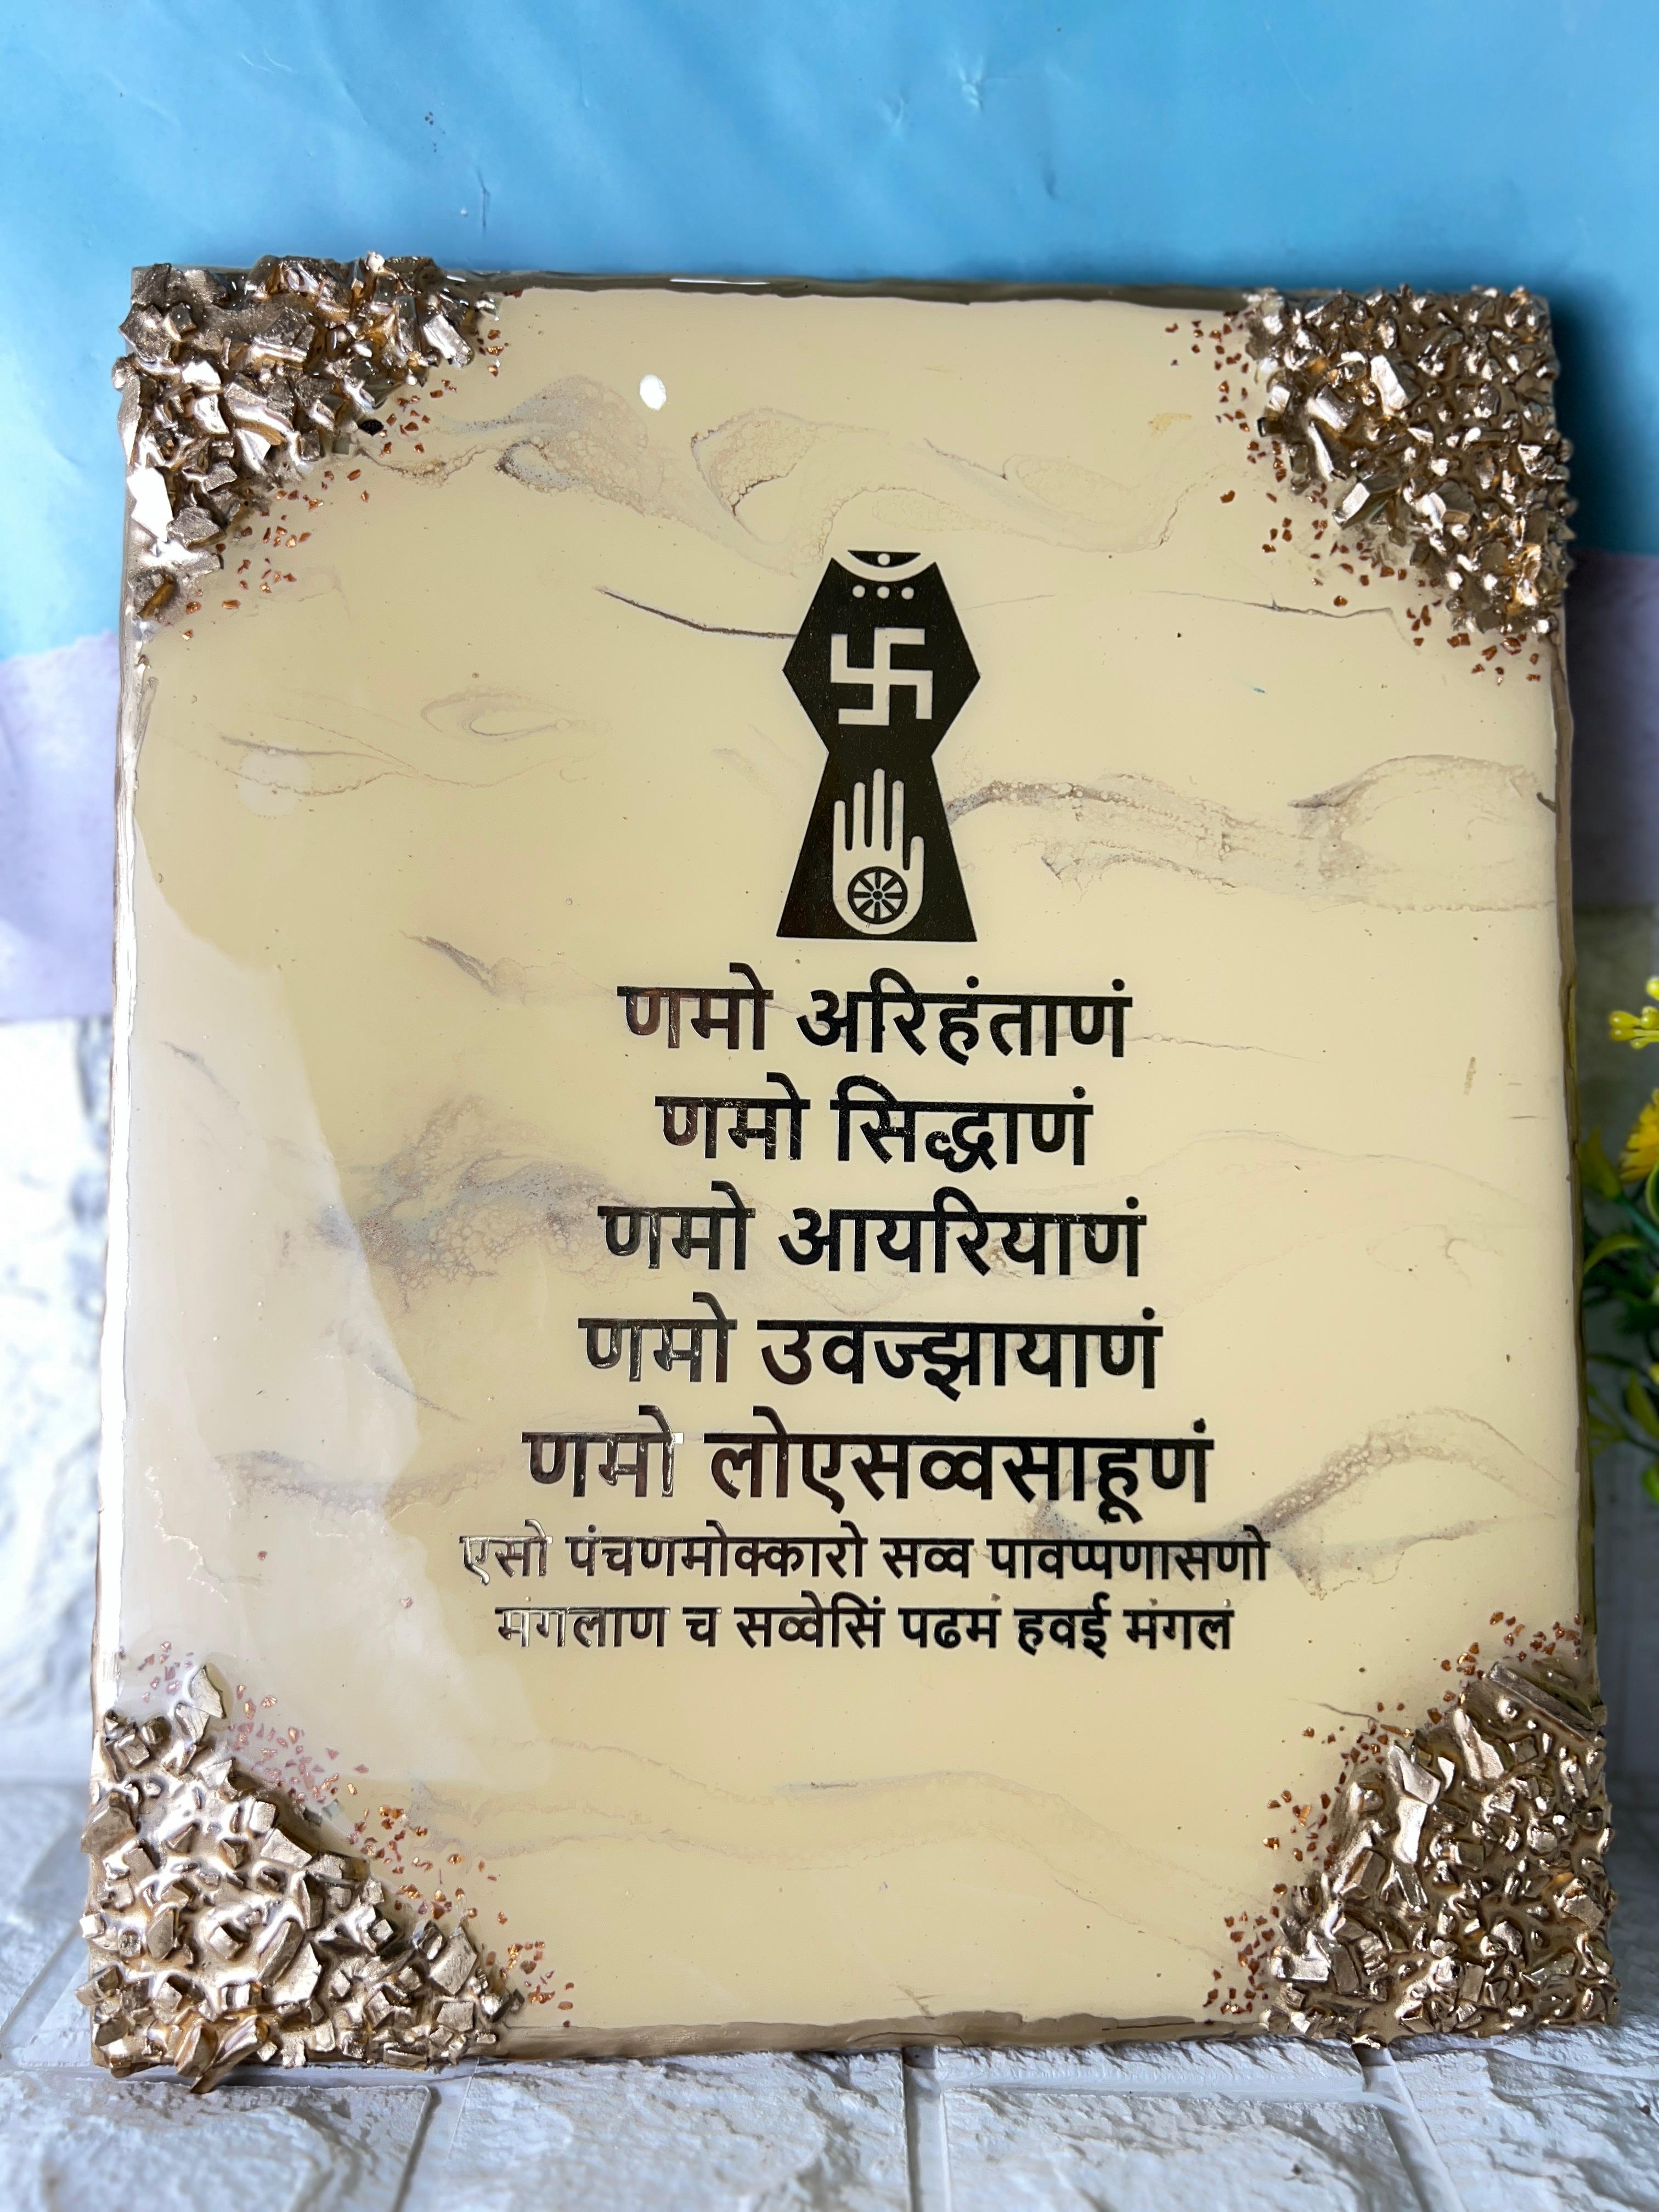 णमो अरिहंताणं
णमो सिद्धाणं
णमो आयरियाणं
णमो उवज्झायाणं
णमो लोएसव्वसाहूणं
एसो पंचणमोक्कारो सव्व पावप्पणासणो
मंगलाण च सव्वेसिं पढम हवई मंगलं